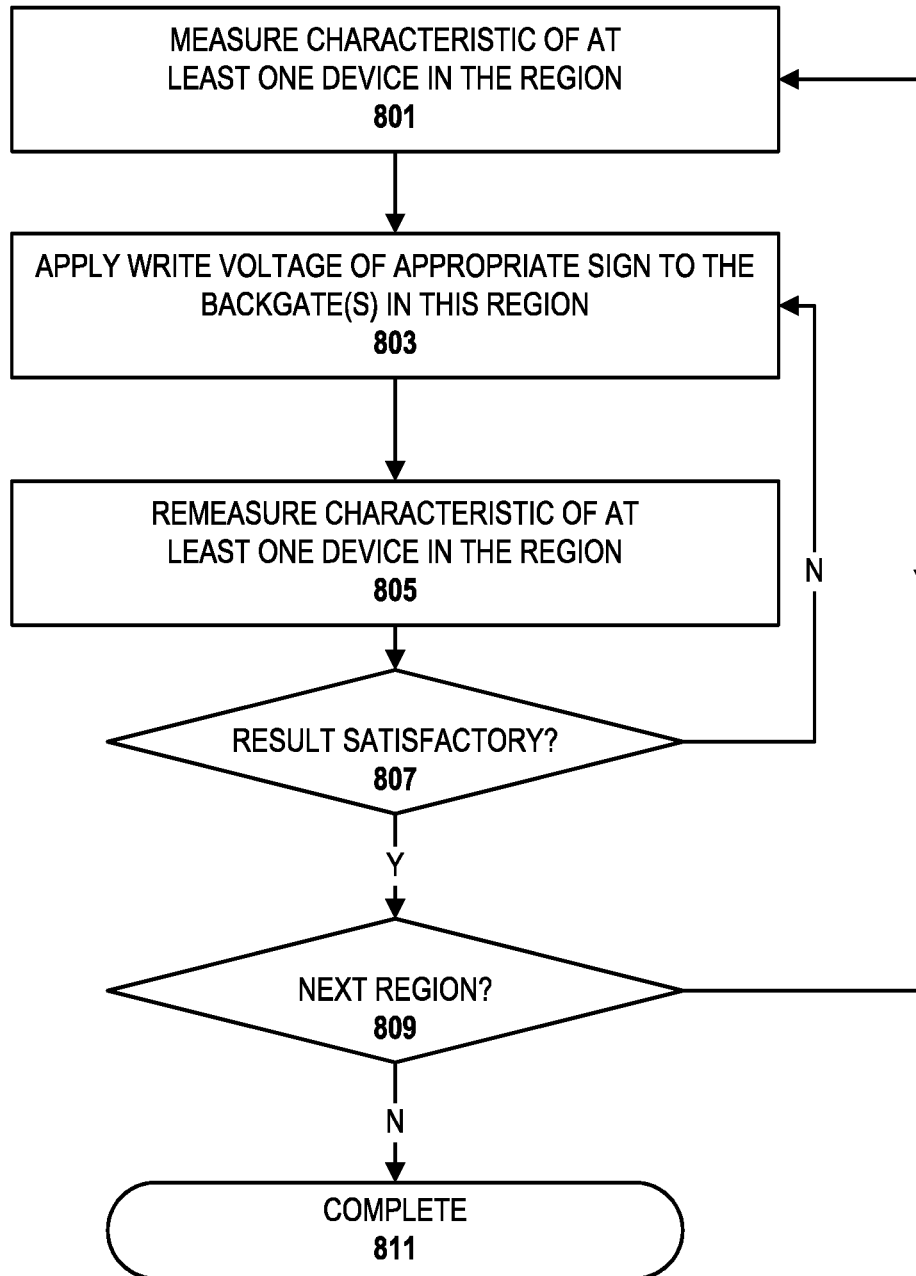 MEASURE CHARACTERISTIC OF AT
LEAST ONE DEVICE IN THE REGION
801
APPLY WRITE VOLTAGE OF APPROPRIATE SIGN TO THE
BACKGATE(S) IN THIS REGION
803
REMEASURE CHARACTERISTIC OF AT
LEAST ONE DEVICE IN THE REGION
805
N
RESULT SATISFACTORY?
807
Y
NEXT REGION?
809
N
COMPLETE
811